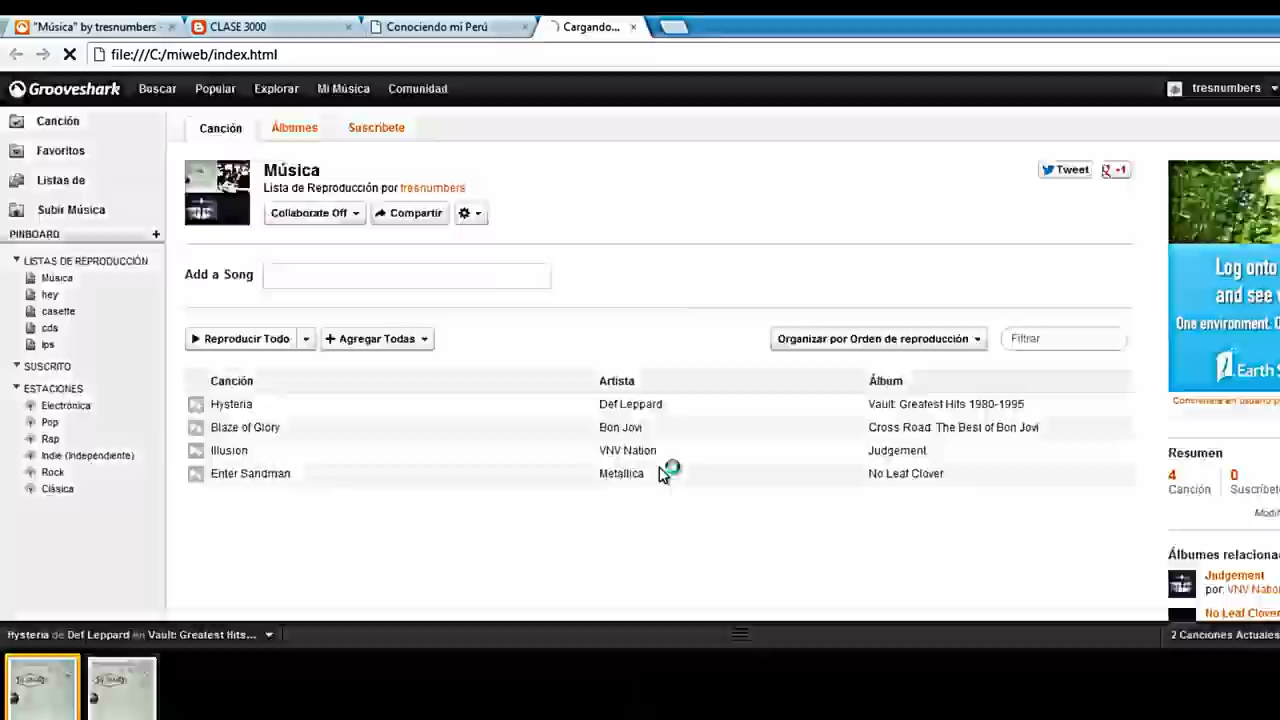 "Música" by tresnumbers - CLASE 3000 Conociendo mi Perú Cargando...
file:///C:/miweb/index.html
Grooveshark Buscar Popular Explorar Mi Música Comunidad tresnumbers
Canción
Favoritos
Listas de
Subir Música
PINBOARD +
LISTAS DE REPRODUCCIÓN
Música
hey
casette
cds
lps
SUSCRITO
ESTACIONES
Electrónica
Pop
Rap
Indie (Independiente)
Rock
Clásica
Canción Álbumes Suscríbete
Música
Lista de Reproducción por tresnumbers
Collaborate Off Compartir
Tweet +1
Add a Song
Reproducir Todo + Agregar Todas Organizar por Orden de reproducción Filtrar
Canción Artista Álbum
Hysteria Def Leppard Vault: Greatest Hits 1980-1995
Blaze of Glory Bon Jovi Cross Road: The Best of Bon Jovi
Illusion VNV Nation Judgement
Enter Sandman Metallica No Leaf Clover
Log onto
and see
One environment.
Earth
Resumen
4 0
Canción Suscríbete
Modif
Álbumes relaciona
Judgement
por: VNV Natio
No Leaf Clover
Hysteria de Def Leppard en Vault: Greatest Hits... 2 Canciones Actuales